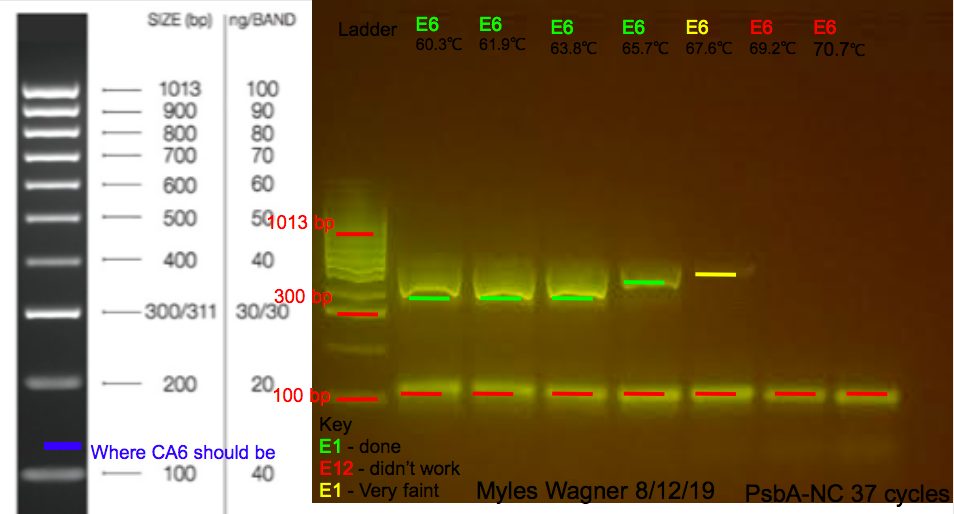 SIZE (bp) ng/BAND
1013 100
900 90
800 80
700 70
600 60
500 50
400 40
300/311 30/30
200 20
Where CA6 should be
100 40
Ladder
E6 E6 E6 E6 E6 E6 E6
60.3℃ 61.9℃ 63.8℃ 65.7℃ 67.6℃ 69.2℃ 70.7℃
1013 bp
300 bp
100 bp
Key
E1 - done
E12 - didn't work
E1 - Very faint
Myles Wagner 8/12/19 PsbA-NC 37 cycles